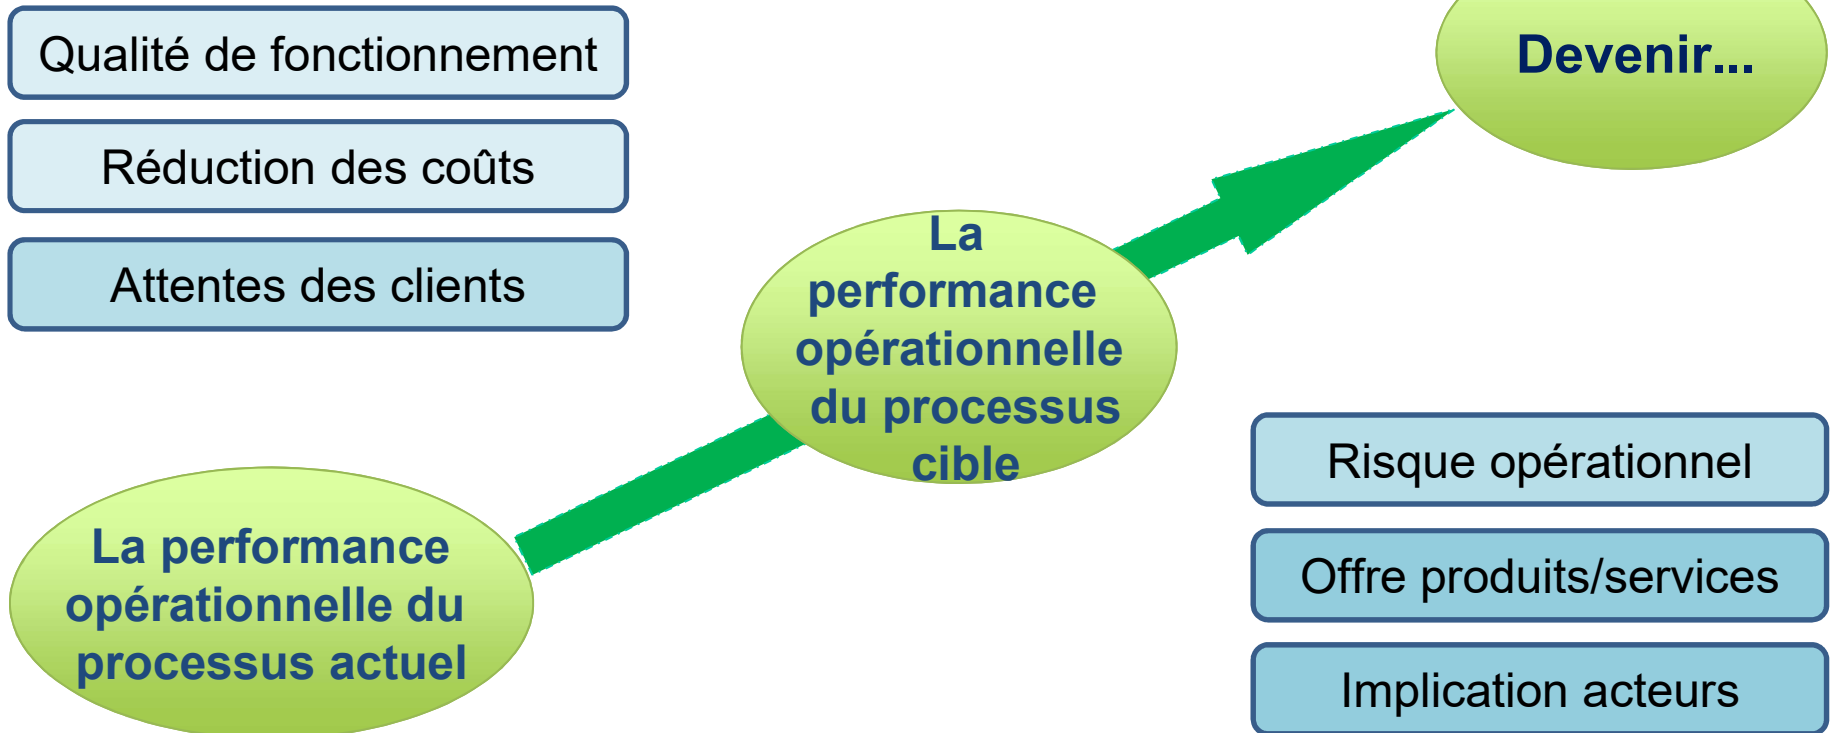 Qualité de fonctionnement
Réduction des coûts
Attentes des clients
Devenir...
La
performance
opérationnelle
du processus
cible
La performance
opérationnelle du
processus actuel
Risque opérationnel
Offre produits/services
Implication acteurs